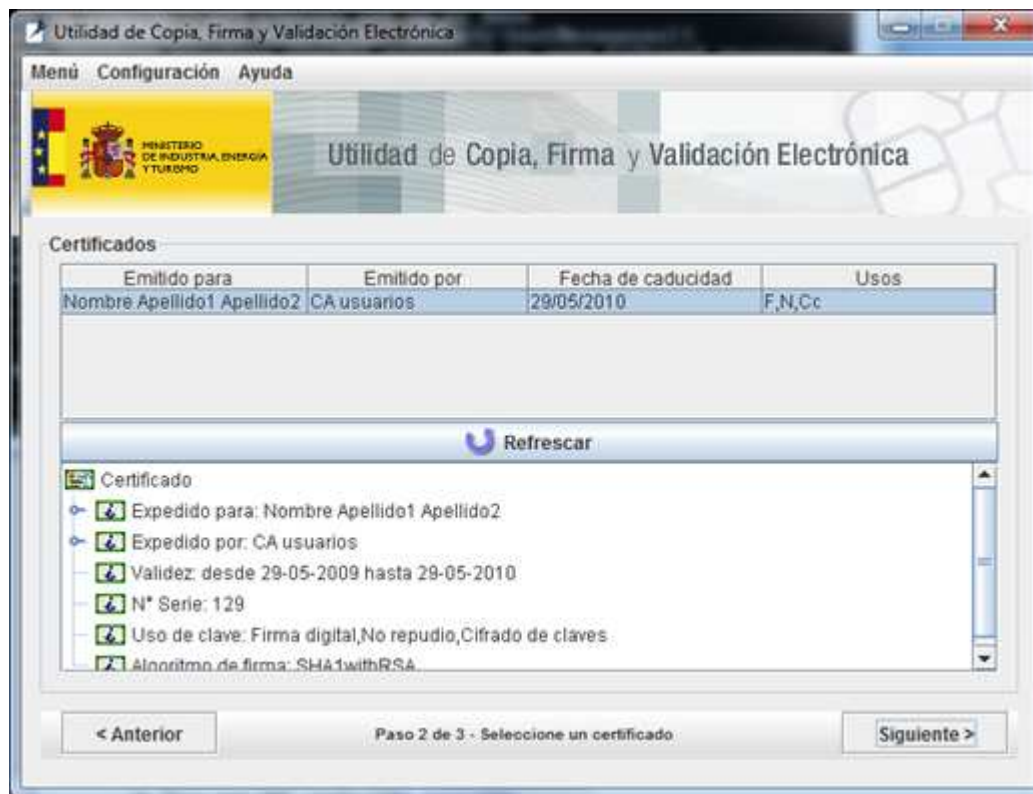 Utilidad de Copia, Firma y Validación Electrónica
Menú Configuración Ayuda
MINISTERIO
DE INDUSTRIA, ENERGÍA
Y TURISMO
Utilidad de Copia, Firma y Validación Electrónica
Certificados
Emitido para Emitido por Fecha de caducidad Usos
Nombre Apellido1 Apellido2 CA usuarios 29/05/2010 F,N,Cc
Refrescar
Certificado
Expedido para: Nombre Apellido1 Apellido2
Expedido por: CA usuarios
Validez: desde 29-05-2009 hasta 29-05-2010
N° Serie: 129
Uso de clave: Firma digital,No repudio,Cifrado de claves
Algoritmo de firma: SHA1withRSA
< Anterior Paso 2 de 3 - Seleccione un certificado Siguiente >